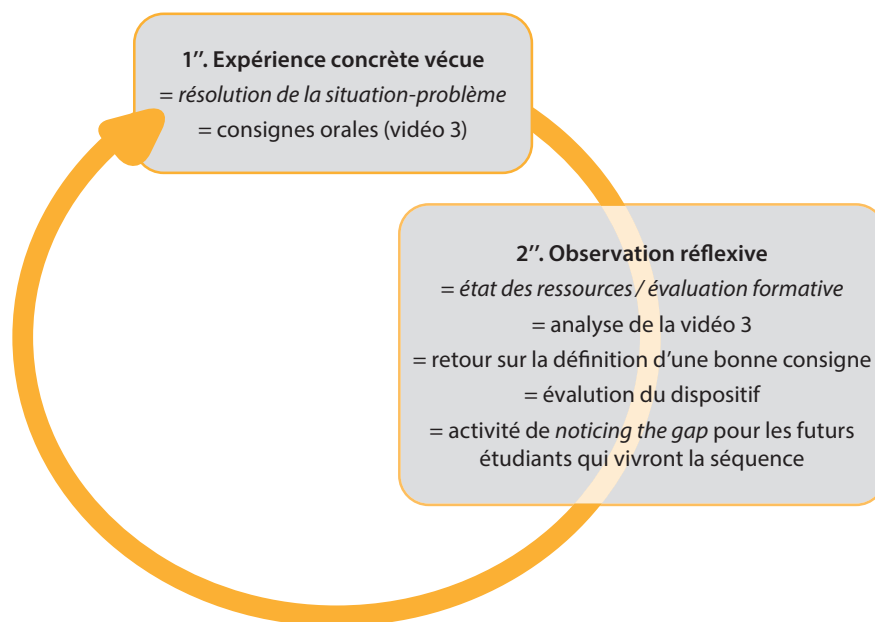 1’’. Expérience concrète vécue
= résolution de la situation-problème
= consignes orales (vidéo 3)
2’’. Observation réflexive
= état des ressources / évaluation formative
= analyse de la vidéo 3
= retour sur la définition d’une bonne consigne
= évalution du dispositif
= activité de noticing the gap pour les futurs
étudiants qui vivront la séquence